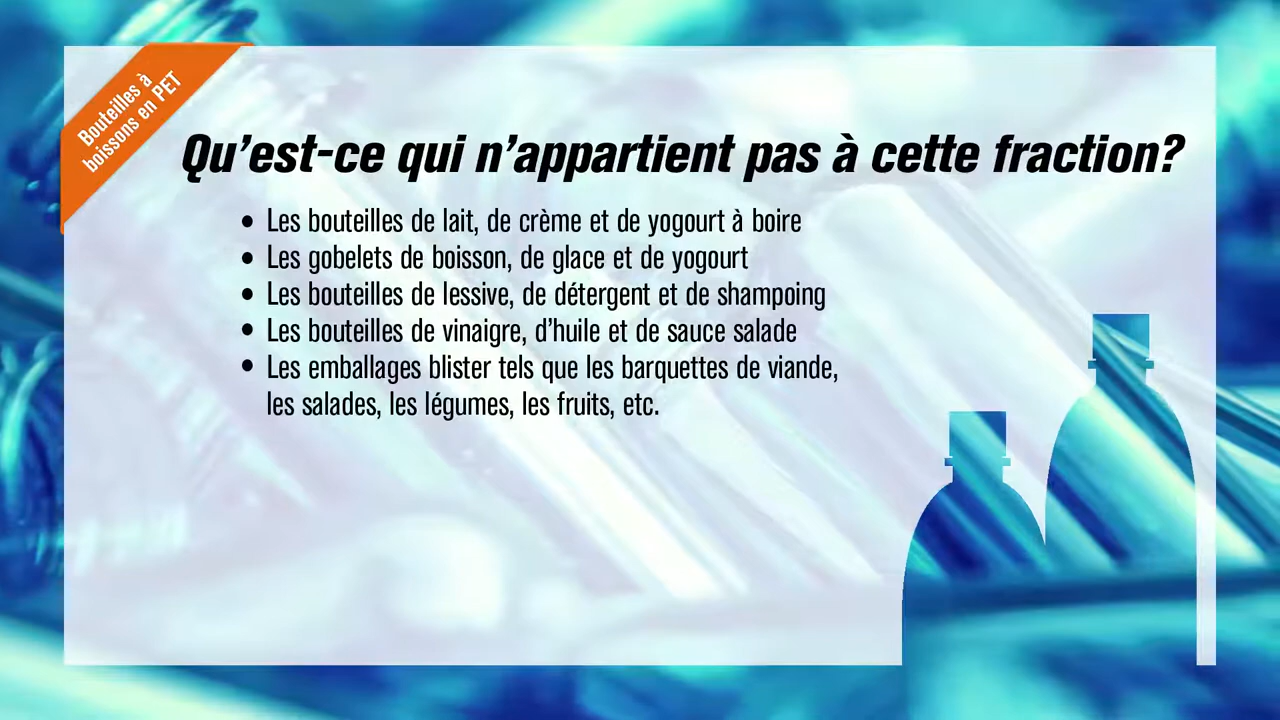 Bouteilles à
boissons en PET
Qu’est-ce qui n’appartient pas à cette fraction?
• Les bouteilles de lait, de crème et de yogourt à boire
• Les gobelets de boisson, de glace et de yogourt
• Les bouteilles de lessive, de détergent et de shampoing
• Les bouteilles de vinaigre, d’huile et de sauce salade
• Les emballages blister tels que les barquettes de viande,
les salades, les légumes, les fruits, etc.